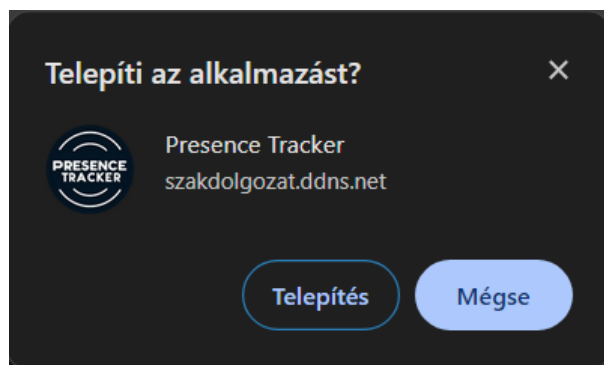 Telepíti az alkalmazást?
PRESENCE
TRACKER
Presence Tracker
szakdolgozat.ddns.net
Telepítés
Mégse